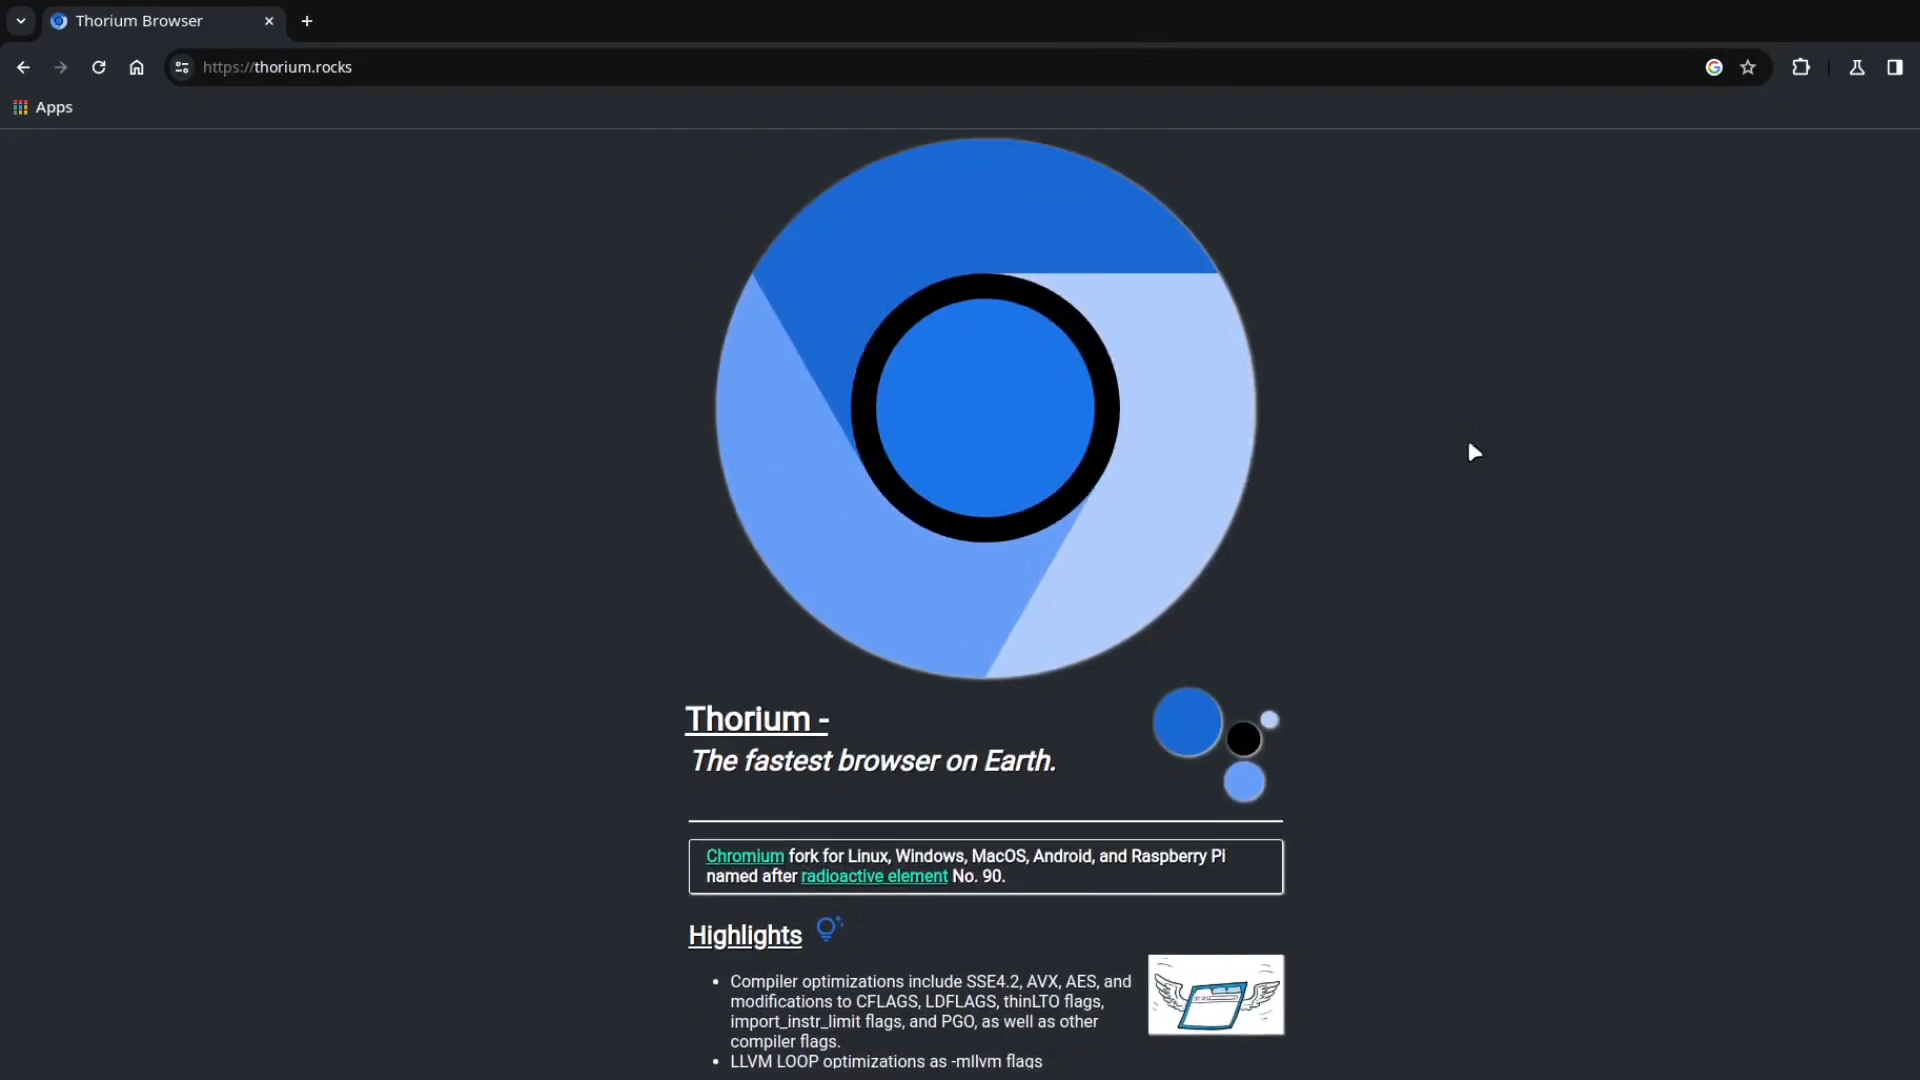 Thorium Browser
https://thorium.rocks
Apps
Thorium -
The fastest browser on Earth.
Chromium fork for Linux, Windows, MacOS, Android, and Raspberry Pi
named after radioactive element No. 90.
Highlights
• Compiler optimizations include SSE4.2, AVX, AES, and
modifications to CFLAGS, LDFLAGS, thinLTO flags,
import_instr_limit flags, and PGO, as well as other
compiler flags.
• LLVM LOOP optimizations as -mllvm flags